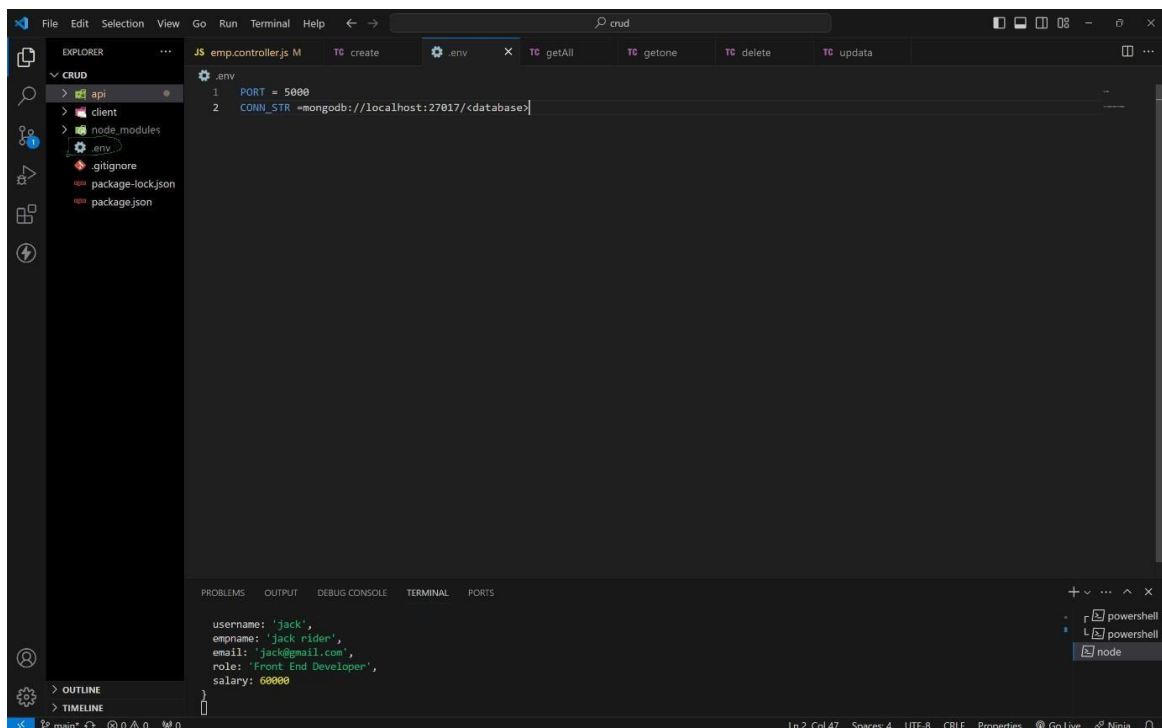 File Edit Selection View Go Run Terminal Help
crud
EXPLORER
JS emp.controller.js M
TC create
.env
TC getAll
TC getone
TC delete
TC updata
CRUD
api
client
node_modules
.env
.gitignore
package-lock.json
package.json
.env
1 PORT = 5000
2 CONN_STR =mongodb://localhost:27017/<database>
1
PROBLEMS OUTPUT DEBUG CONSOLE TERMINAL PORTS
username: 'jack',
empname: 'jack rider',
email: 'jack@gmail.com',
role: 'Front End Developer',
salary: 60000
}
powershell
powershell
node
OUTLINE
TIMELINE
main* 0 0 0 Ln 2, Col 47 Spaces: 4 UTF-8 CRLF Properties Go Live Ninja